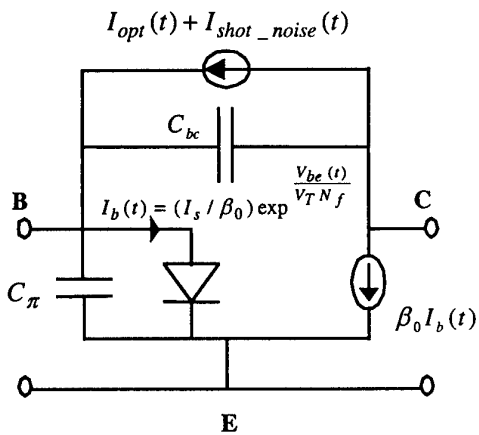 I_opt(t) + I_shot_noise(t)
C_bc
B
I_b(t) = (I_s / β_0) exp^(V_be(t) / V_T N_f)
C
C_π
β_0 I_b(t)
E